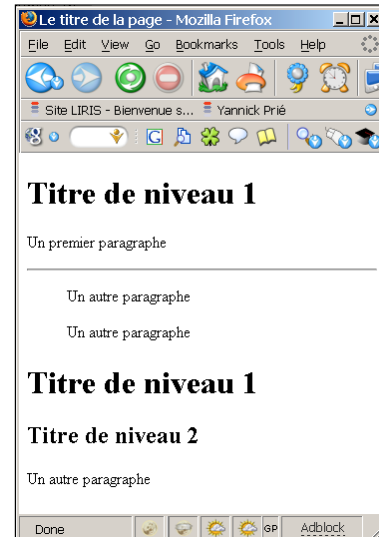 Le titre de la page - Mozilla Firefox
File Edit View Go Bookmarks Tools Help
Site LIRIS - Bienvenue s... Yannick Prié
G
Titre de niveau 1
Un premier paragraphe
Un autre paragraphe
Un autre paragraphe
Titre de niveau 1
Titre de niveau 2
Un autre paragraphe
Done GP Adblock